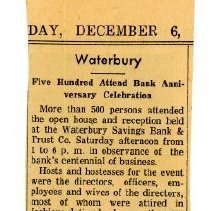 DAY, DECEMBER 6,
Waterbury
Five Hundred Attend Bank Anni-
versary Celebration
More than 500 persons attended
the open house and reception held
at the Waterbury Savings Bank &
Trust Co. Saturday afternoon from
1 to 6 p. m. in observance of the
bank's centennial of business.
Hosts and hostesses for the event
were the directors, officers, em-
ployees and wives of the directors,
most of whom were attired in